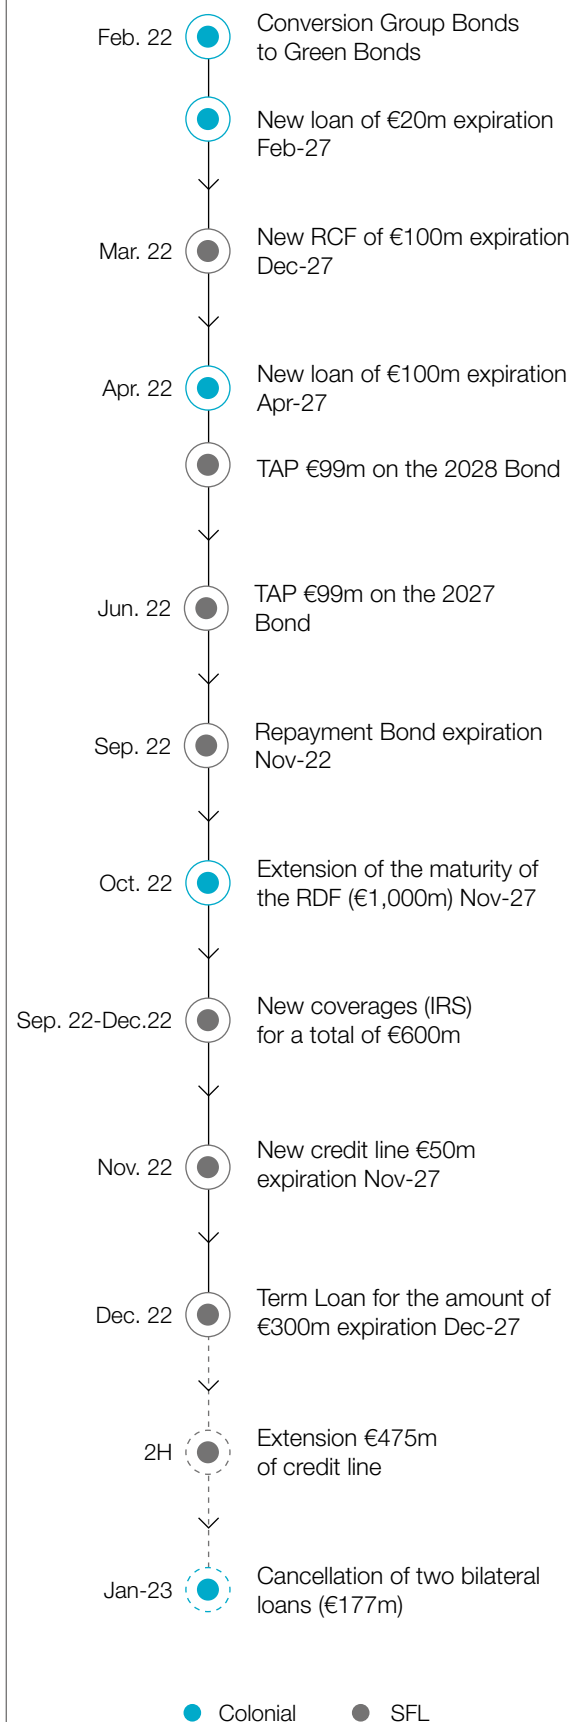 Feb. 22
Conversion Group Bonds
to Green Bonds
New loan of €20m expiration
Feb-27
Mar. 22
New RCF of €100m expiration
Dec-27
Apr. 22
New loan of €100m expiration
Apr-27
TAP €99m on the 2028 Bond
Jun. 22
TAP €99m on the 2027
Bond
Sep. 22
Repayment Bond expiration
Nov-22
Oct. 22
Extension of the maturity of
the RDF (€1,000m) Nov-27
Sep. 22-Dec.22
New coverages (IRS)
for a total of €600m
Nov. 22
New credit line €50m
expiration Nov-27
Dec. 22
Term Loan for the amount of
€300m expiration Dec-27
2H
Extension €475m
of credit line
Jan-23
Cancellation of two bilateral
loans (€177m)
Colonial SFL